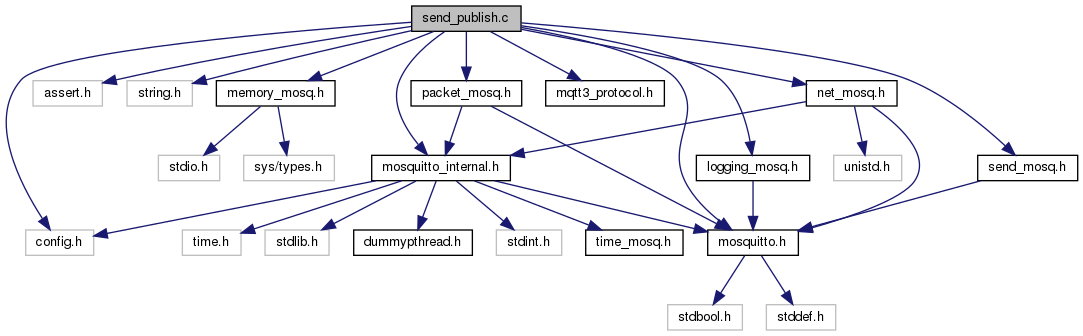 send_publish.c
assert.h
string.h
memory_mosq.h
packet_mosq.h
mqtt3_protocol.h
net_mosq.h
stdio.h
sys/types.h
mosquitto_internal.h
logging_mosq.h
unistd.h
send_mosq.h
config.h
time.h
stdlib.h
dummypthread.h
stdint.h
time_mosq.h
mosquitto.h
stdbool.h
stddef.h